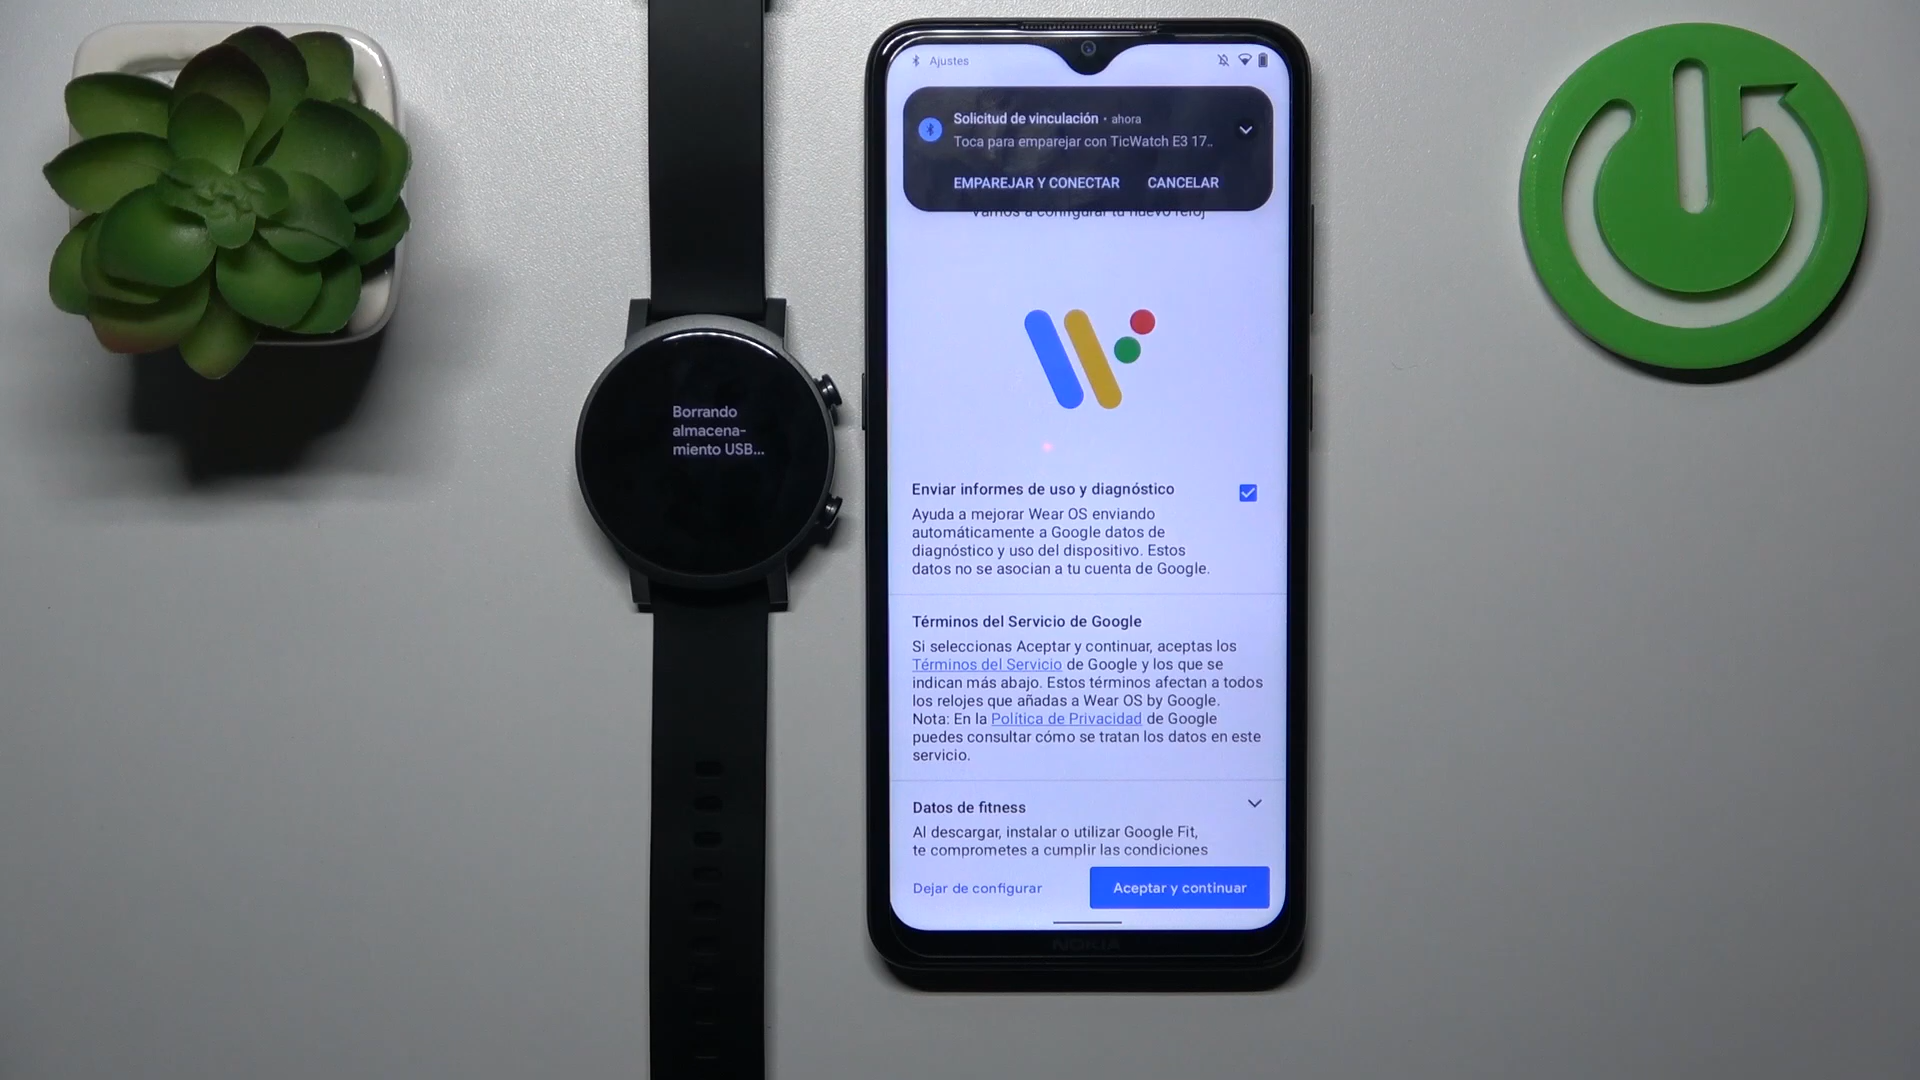 Borrando
almacena-
miento USB...
Ajustes
Solicitud de vinculación • ahora
Toca para emparejar con TicWatch E3 17..
EMPAREJAR Y CONECTAR CANCELAR
Vamos a configurar tu nuevo reloj
Enviar informes de uso y diagnóstico
Ayuda a mejorar Wear OS enviando
automáticamente a Google datos de
diagnóstico y uso del dispositivo. Estos
datos no se asocian a tu cuenta de Google.
Términos del Servicio de Google
Si seleccionas Aceptar y continuar, aceptas los
Términos del Servicio de Google y los que se
indican más abajo. Estos términos afectan a todos
los relojes que añadas a Wear OS by Google.
Nota: En la Política de Privacidad de Google
puedes consultar cómo se tratan los datos en este
servicio.
Datos de fitness
Al descargar, instalar o utilizar Google Fit,
te comprometes a cumplir las condiciones
Dejar de configurar Aceptar y continuar
NOKIA